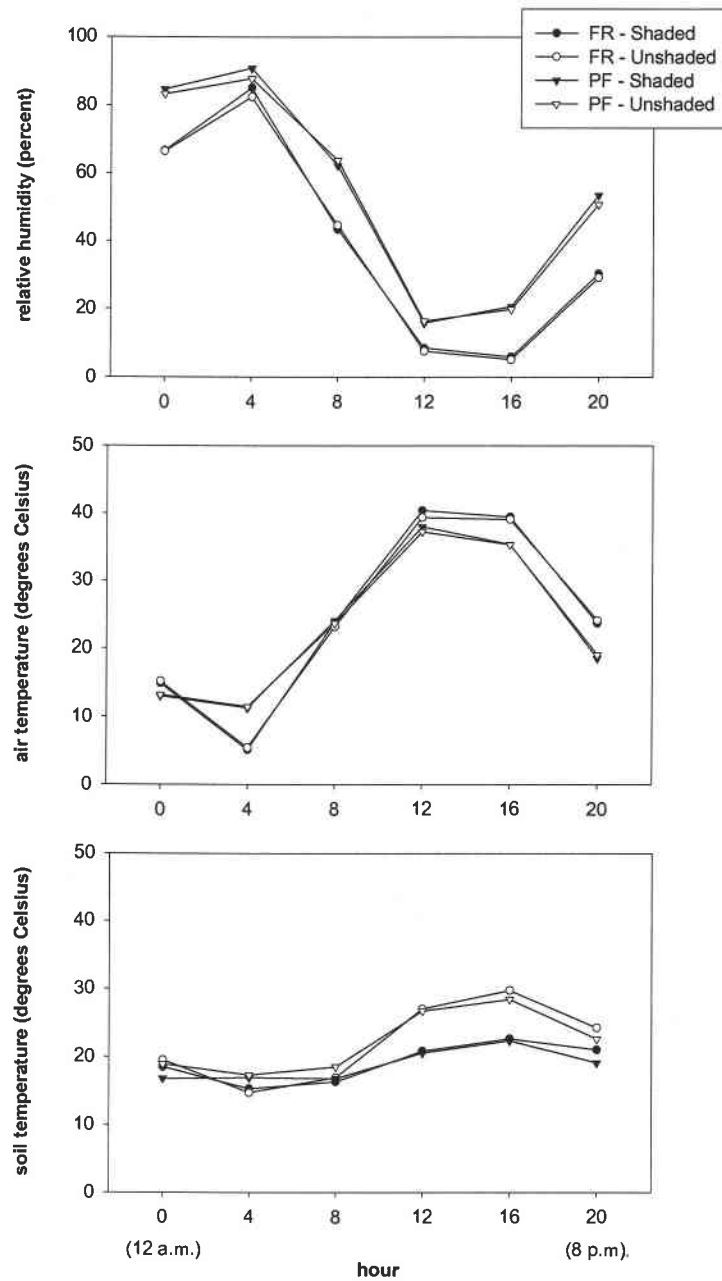 FR - Shaded
FR - Unshaded
PF - Shaded
PF - Unshaded
relative humidity (percent)
100
80
60
40
20
0
0 4 8 12 16 20
air temperature (degrees Celsius)
50
40
30
20
10
0
0 4 8 12 16 20
soil temperature (degrees Celsius)
50
40
30
20
10
0
0 4 8 12 16 20
(12 a.m.) (8 p.m).
hour